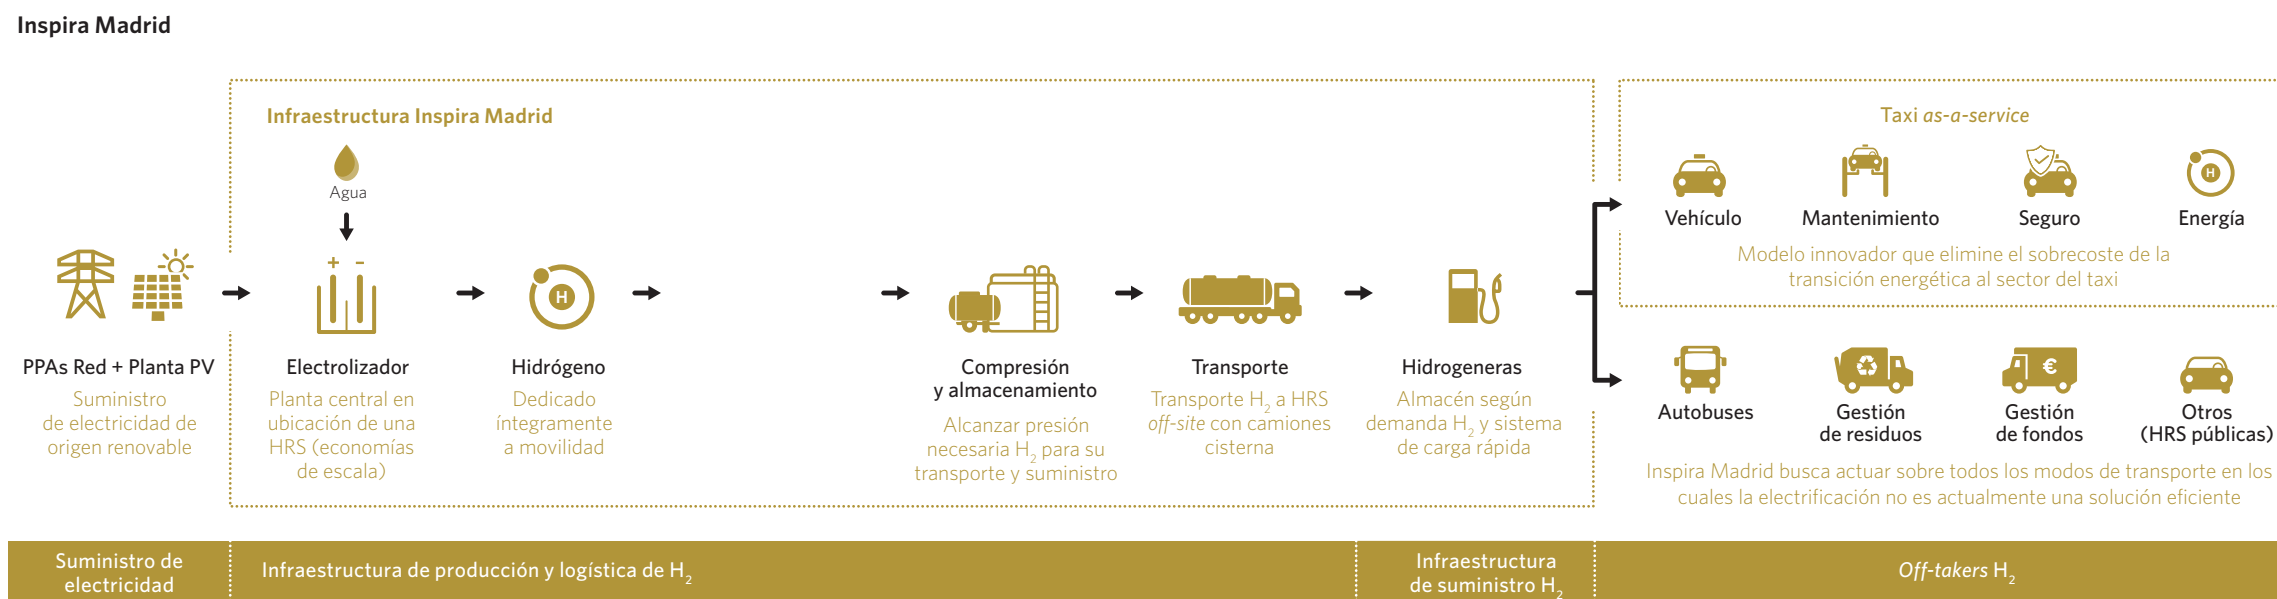 Inspira Madrid
Infraestructura Inspira Madrid
Agua
+ -
H
PPAs Red + Planta PV
Suministro
de electricidad de
origen renovable
Electrolizador
Planta central en
ubicación de una
HRS (economías
de escala)
Hidrógeno
Dedicado
íntegramente
a movilidad
Compresión
y almacenamiento
Alcanzar presión
necesaria H2 para su
transporte y suministro
Transporte
Transporte H2 a HRS
off-site con camiones
cisterna
Hidrogeneras
Almacén según
demanda H2 y sistema
de carga rápida
Taxi as-a-service
H
Vehículo
Mantenimiento
Seguro
Energía
Modelo innovador que elimine el sobrecoste de la
transición energética al sector del taxi
€
Autobuses
Gestión
de residuos
Gestión
de fondos
Otros
(HRS públicas)
Inspira Madrid busca actuar sobre todos los modos de transporte en los
cuales la electrificación no es actualmente una solución eficiente
Suministro de
electricidad
Infraestructura de producción y logística de H2
Infraestructura
de suministro H2
Off-takers H2